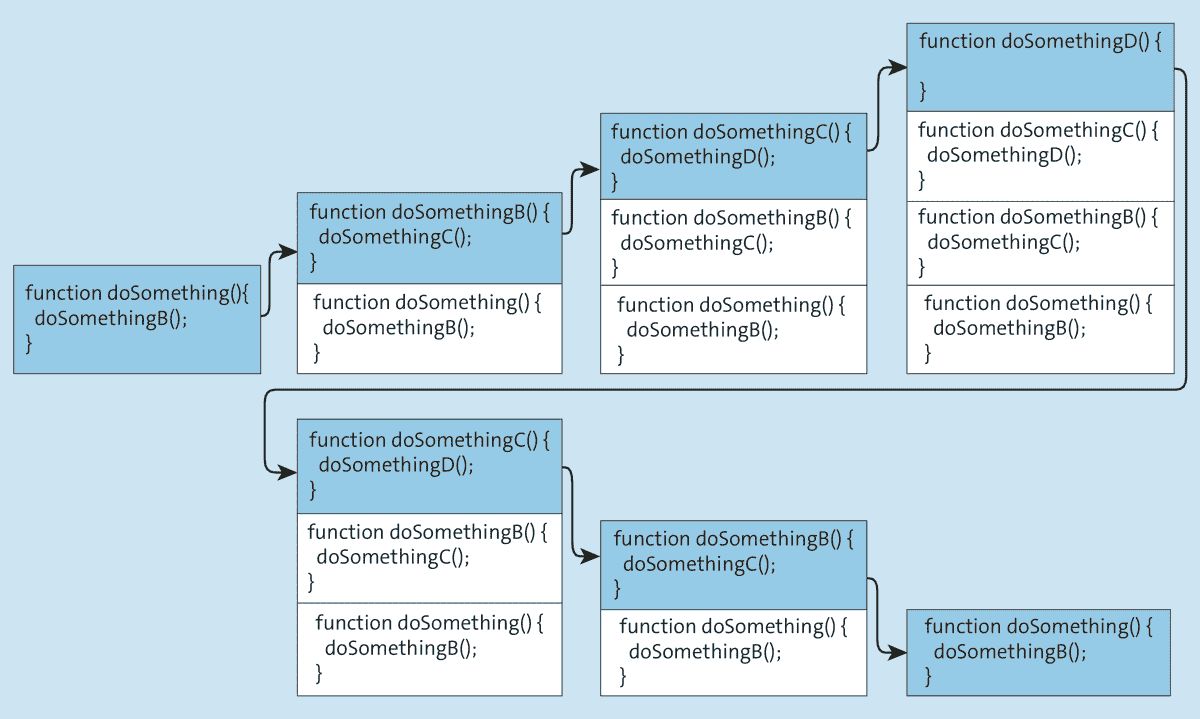 function doSomething(){
doSomethingB();
}
function doSomethingB() {
doSomethingC();
}
function doSomething() {
doSomethingB();
}
function doSomethingC() {
doSomethingD();
}
function doSomethingB() {
doSomethingC();
}
function doSomething() {
doSomethingB();
}
function doSomethingD() {
}
function doSomethingC() {
doSomethingD();
}
function doSomethingB() {
doSomethingC();
}
function doSomething() {
doSomethingB();
}
function doSomethingC() {
doSomethingD();
}
function doSomethingB() {
doSomethingC();
}
function doSomething() {
doSomethingB();
}
function doSomethingB() {
doSomethingC();
}
function doSomething() {
doSomethingB();
}
function doSomething() {
doSomethingB();
}